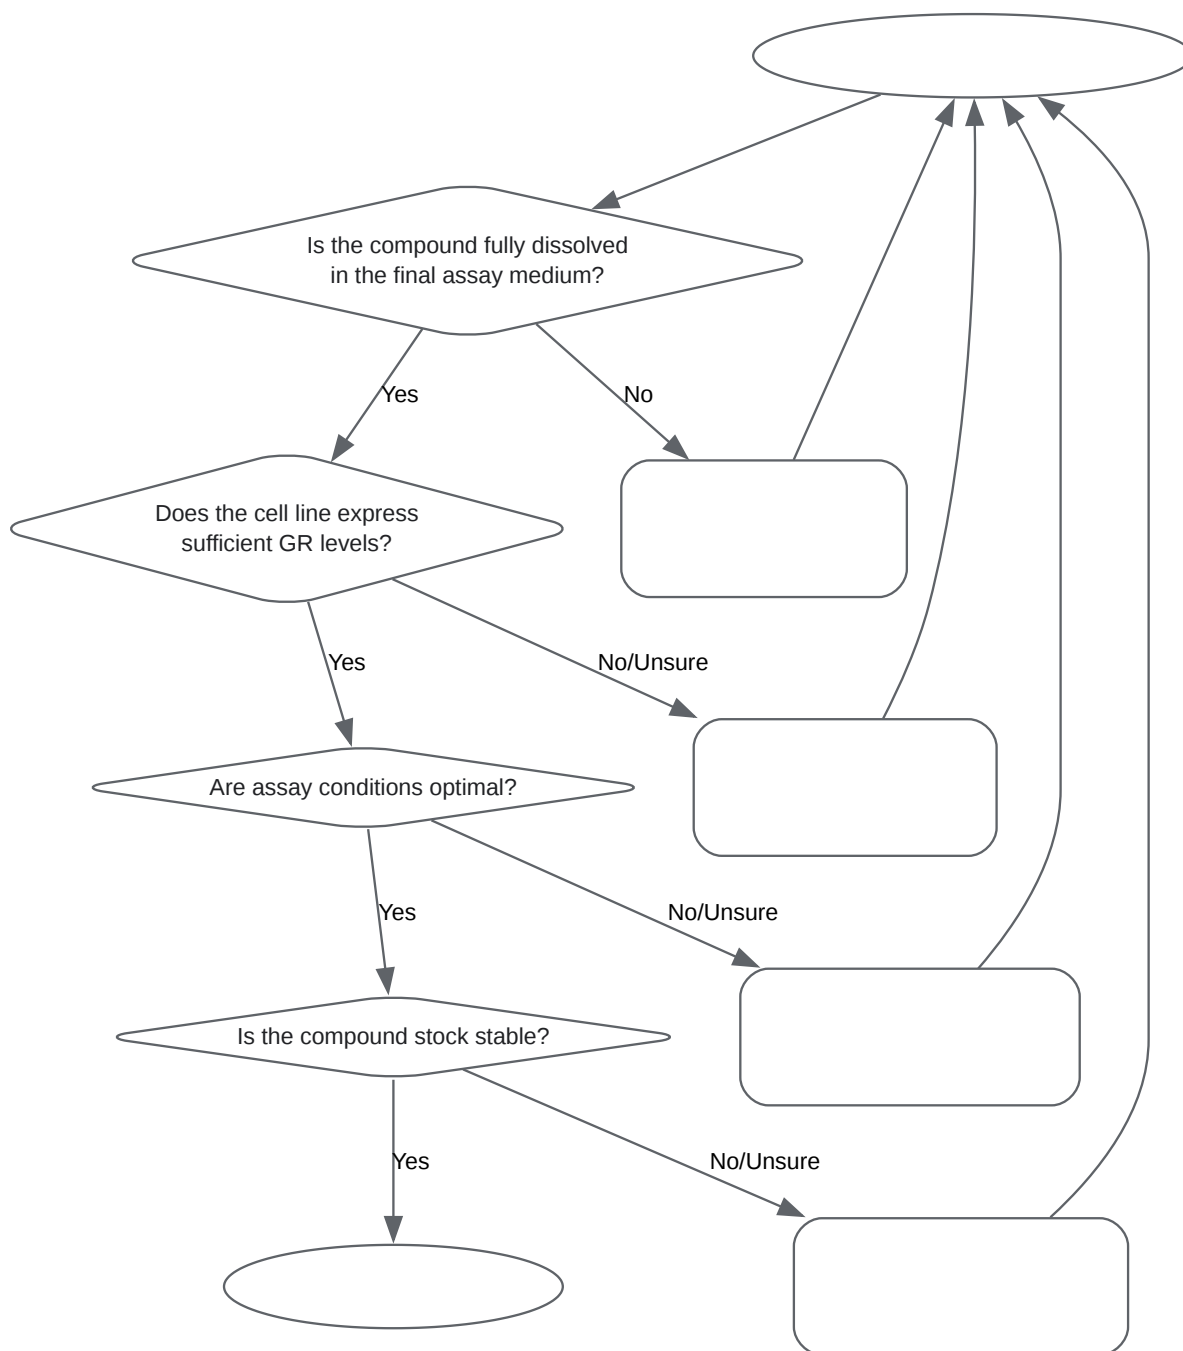 Is the compound fully dissolved
in the final assay medium?
Yes
No
Does the cell line express
sufficient GR levels?
Yes
No/Unsure
Are assay conditions optimal?
Yes
No/Unsure
Is the compound stock stable?
Yes
No/Unsure